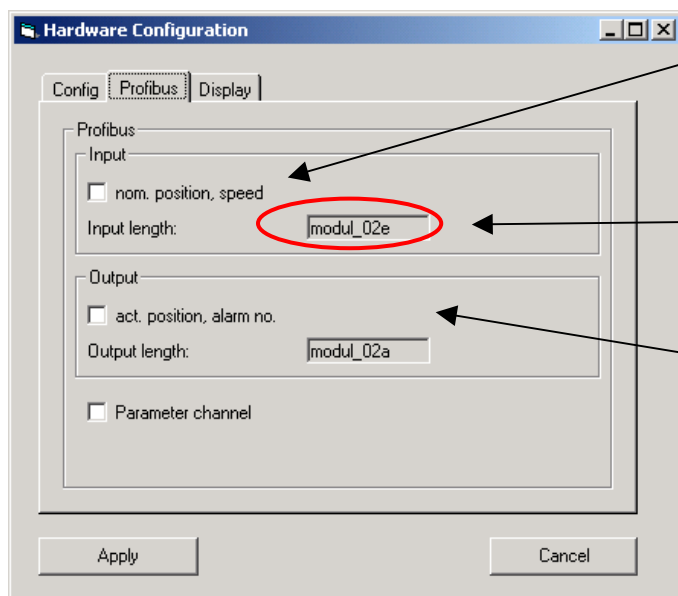 Hardware Configuration
Config Profibus Display
Profibus
Input
nom. position, speed
Input length: modul_02e
Output
act. position, alarm no.
Output length: modul_02a
Parameter channel
Apply Cancel